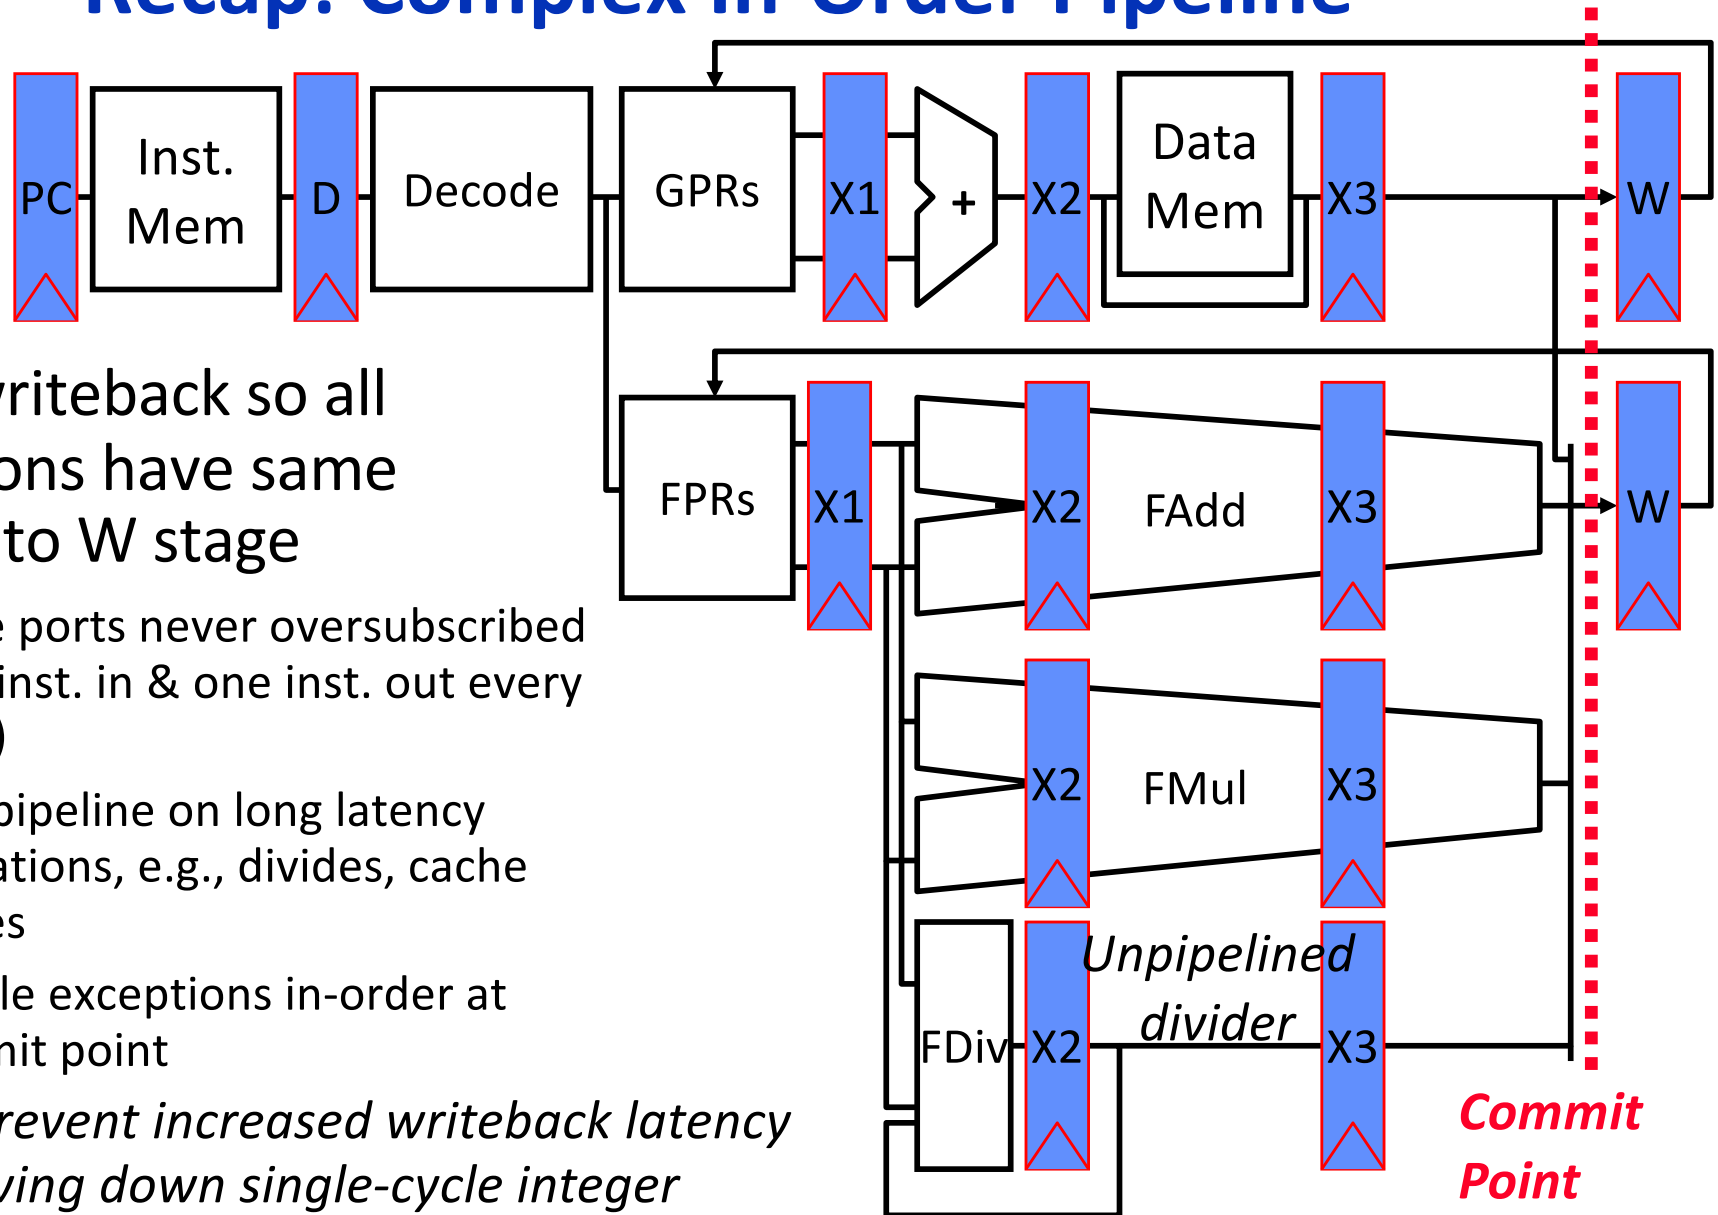 Recap: Complex In-Order Pipeline
PC
Inst.
Mem
D
Decode
GPRs
X1
+
X2
Data
Mem
X3
W
writeback so all
ons have same
to W stage
FPRs
X1
X2
FAdd
X3
W
e ports never oversubscribed
inst. in & one inst. out every
)
pipeline on long latency
ations, e.g., divides, cache
es
X2
FMul
X3
le exceptions in-order at
mit point
FDiv
X2
Unpipelined
divider
X3
revent increased writeback latency
ving down single-cycle integer
Commit
Point